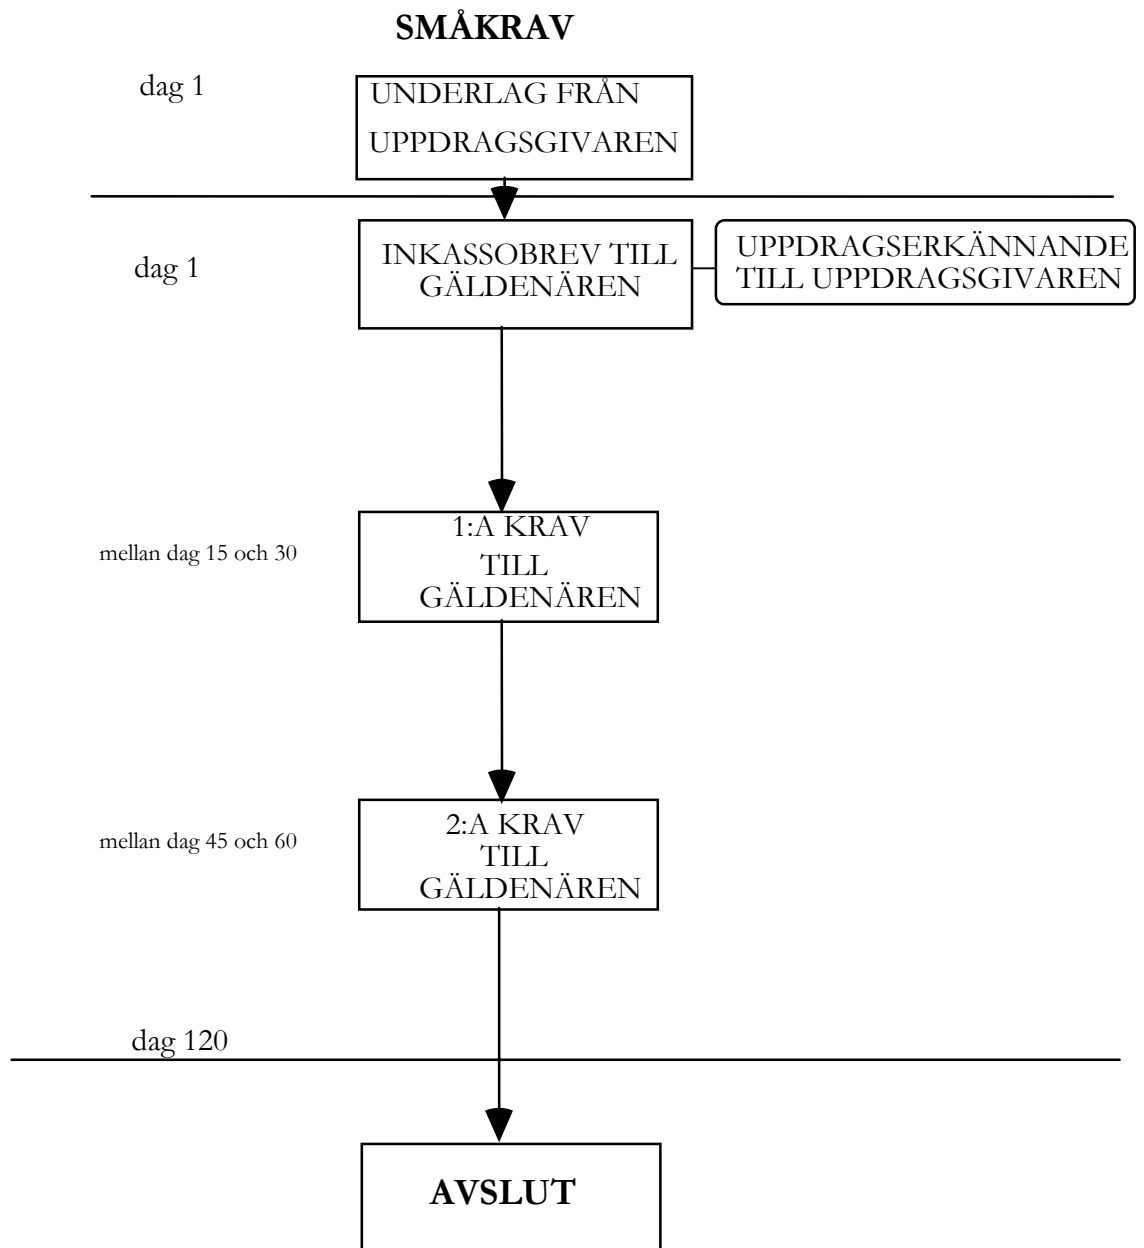 SMÅKRAV
dag 1
UNDERLAG FRÅN
UPPDRAGSGIVAREN
dag 1
INKASSOBREV TILL
GÄLDENÄREN
UPPDRAGSERKÄNNANDE
TILL UPPDRAGSGIVAREN
mellan dag 15 och 30
1:A KRAV
TILL
GÄLDENÄREN
mellan dag 45 och 60
2:A KRAV
TILL
GÄLDENÄREN
dag 120
AVSLUT